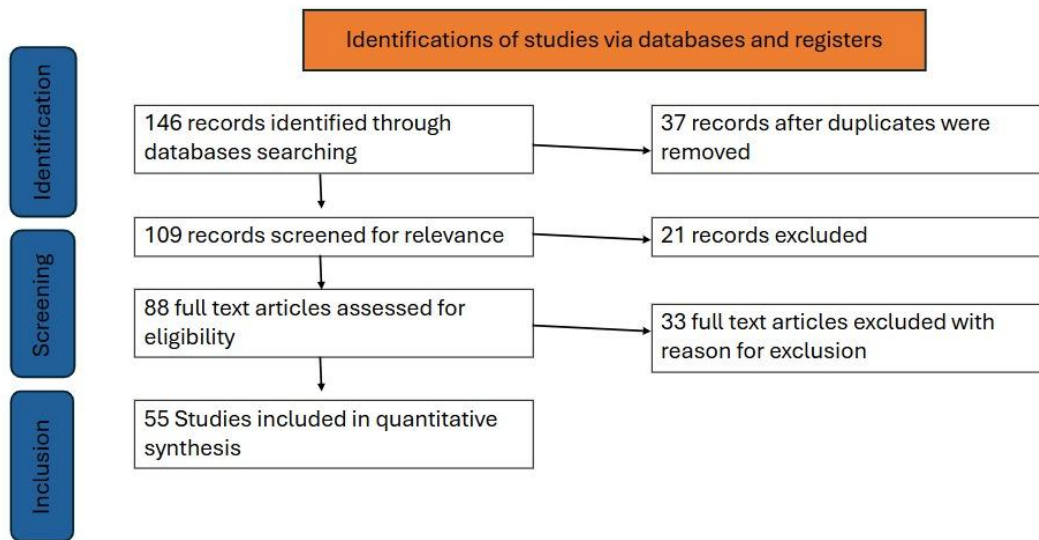 Identifications of studies via databases and registers
Identification
146 records identified through
databases searching
37 records after duplicates were
removed
Screening
109 records screened for relevance
21 records excluded
88 full text articles assessed for
eligibility
33 full text articles excluded with
reason for exclusion
Inclusion
55 Studies included in quantitative
synthesis